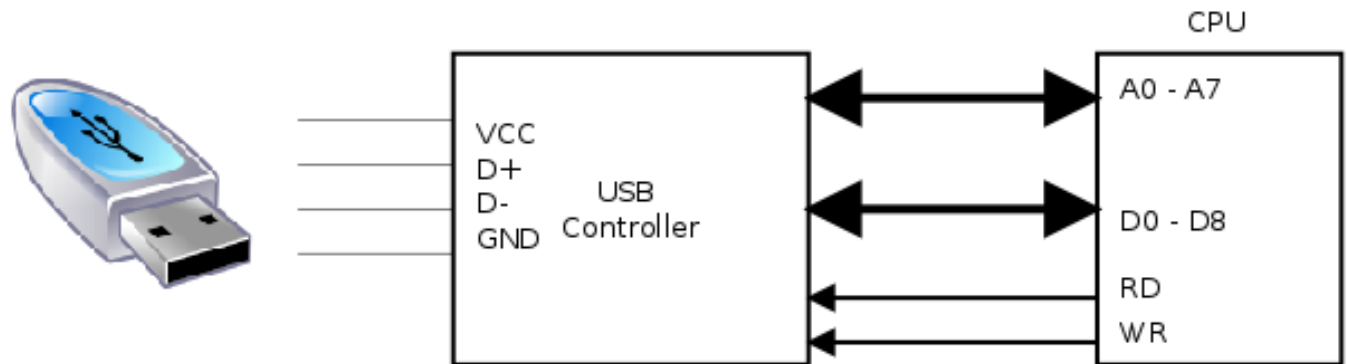 CPU
VCC
D+
D-
GND
USB
Controller
A0 - A7
D0 - D8
RD
WR